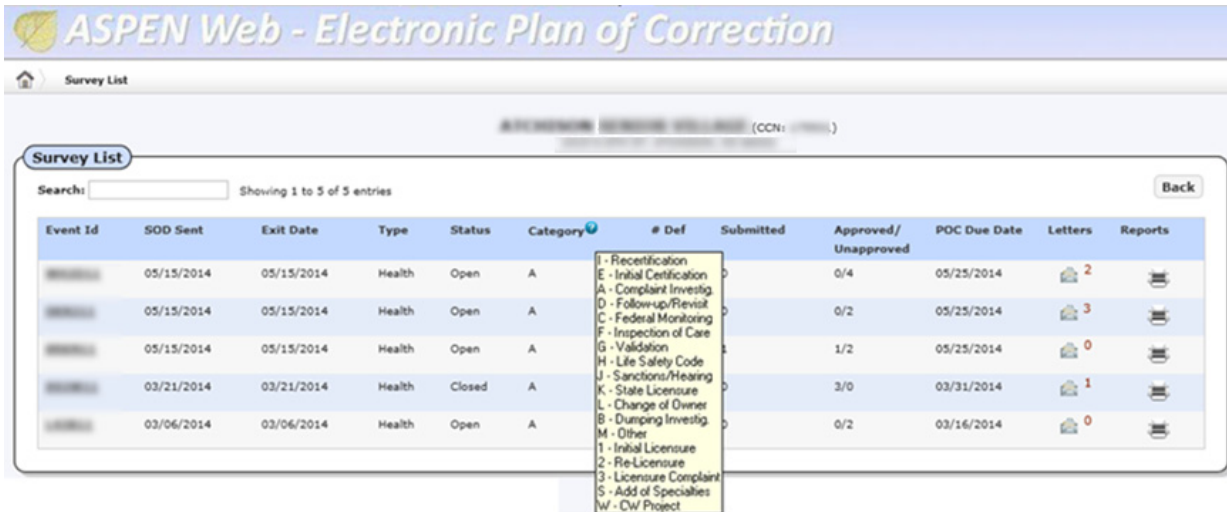 ASPEN Web - Electronic Plan of Correction
Survey List
(CCN: .)
Survey List
Search: Showing 1 to 5 of 5 entries Back
Event Id SOD Sent Exit Date Type Status Category # Def Submitted Approved/ Unapproved POC Due Date Letters Reports
05/15/2014 05/15/2014 Health Open A 0/4 05/25/2014 2
05/15/2014 05/15/2014 Health Open A 0/2 05/25/2014 3
05/15/2014 05/15/2014 Health Open A 1/2 05/25/2014 0
03/21/2014 03/21/2014 Health Closed A 3/0 03/31/2014 1
03/06/2014 03/06/2014 Health Open A 0/2 03/16/2014 0
I - Recertification
E - Initial Certification
A - Complaint Investig.
D - Follow-up/Revisit
C - Federal Monitoring
F - Inspection of Care
G - Validation
H - Life Safety Code
J - Sanctions/Hearing
K - State Licensure
L - Change of Owner
B - Dumping Investig.
M - Other
1 - Initial Licensure
2 - Re-Licensure
3 - Licensure Complaint
S - Add of Specialties
W - CW Project